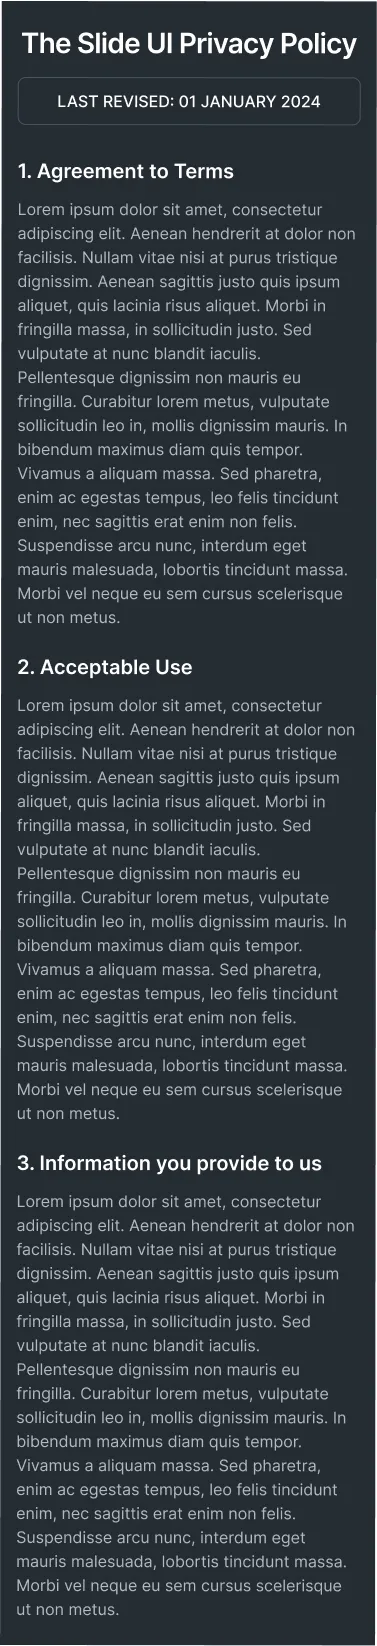 The Slide UI Privacy Policy
LAST REVISED: 01 JANUARY 2024
1. Agreement to Terms
Lorem ipsum dolor sit amet, consectetur
adipiscing elit. Aenean hendrerit at dolor non
facilisis. Nullam vitae nisi at purus tristique
dignissim. Aenean sagittis justo quis ipsum
aliquet, quis lacinia risus aliquet. Morbi in
fringilla massa, in sollicitudin justo. Sed
vulputate at nunc blandit iaculis.
Pellentesque dignissim non mauris eu
fringilla. Curabitur lorem metus, vulputate
sollicitudin leo in, mollis dignissim mauris. In
bibendum maximus diam quis tempor.
Vivamus a aliquam massa. Sed pharetra,
enim ac egestas tempus, leo felis tincidunt
enim, nec sagittis erat enim non felis.
Suspendisse arcu nunc, interdum eget
mauris malesuada, lobortis tincidunt massa.
Morbi vel neque eu sem cursus scelerisque
ut non metus.
2. Acceptable Use
Lorem ipsum dolor sit amet, consectetur
adipiscing elit. Aenean hendrerit at dolor non
facilisis. Nullam vitae nisi at purus tristique
dignissim. Aenean sagittis justo quis ipsum
aliquet, quis lacinia risus aliquet. Morbi in
fringilla massa, in sollicitudin justo. Sed
vulputate at nunc blandit iaculis.
Pellentesque dignissim non mauris eu
fringilla. Curabitur lorem metus, vulputate
sollicitudin leo in, mollis dignissim mauris. In
bibendum maximus diam quis tempor.
Vivamus a aliquam massa. Sed pharetra,
enim ac egestas tempus, leo felis tincidunt
enim, nec sagittis erat enim non felis.
Suspendisse arcu nunc, interdum eget
mauris malesuada, lobortis tincidunt massa.
Morbi vel neque eu sem cursus scelerisque
ut non metus.
3. Information you provide to us
Lorem ipsum dolor sit amet, consectetur
adipiscing elit. Aenean hendrerit at dolor non
facilisis. Nullam vitae nisi at purus tristique
dignissim. Aenean sagittis justo quis ipsum
aliquet, quis lacinia risus aliquet. Morbi in
fringilla massa, in sollicitudin justo. Sed
vulputate at nunc blandit iaculis.
Pellentesque dignissim non mauris eu
fringilla. Curabitur lorem metus, vulputate
sollicitudin leo in, mollis dignissim mauris. In
bibendum maximus diam quis tempor.
Vivamus a aliquam massa. Sed pharetra,
enim ac egestas tempus, leo felis tincidunt
enim, nec sagittis erat enim non felis.
Suspendisse arcu nunc, interdum eget
mauris malesuada, lobortis tincidunt massa.
Morbi vel neque eu sem cursus scelerisque
ut non metus.